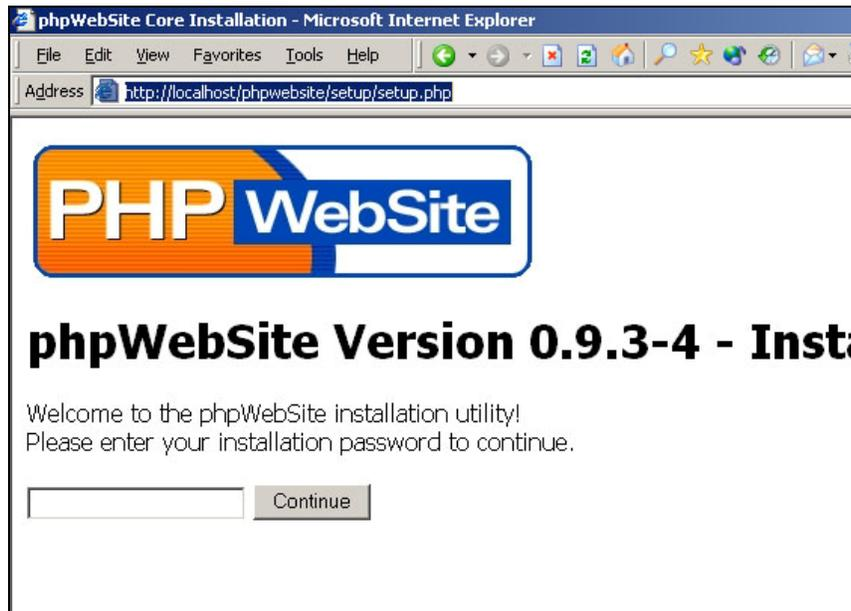 phpWebSite Core Installation - Microsoft Internet Explorer
File Edit View Favorites Tools Help
Address http://localhost/phpwebsite/setup/setup.php
PHP WebSite
phpWebSite Version 0.9.3-4 - Insta
Welcome to the phpWebSite installation utility!
Please enter your installation password to continue.
Continue